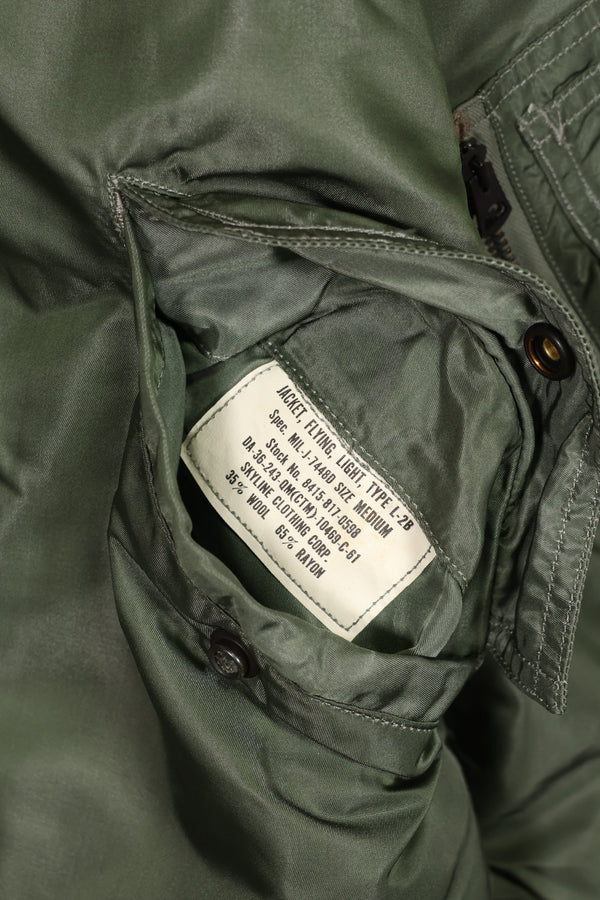 JACKET, FLYING, LIGHT, TYPE L-2B
Spec. MIL-J-7448D SIZE MEDIUM
Stock No. 8415-817-0598
DA-36-243-QM(CTM)-10469-C-61
SKYLINE CLOTHING CORP.
35% WOOL 65% RAYON